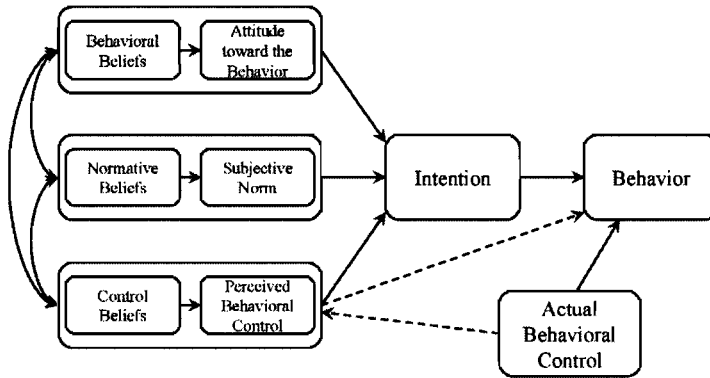 Behavioral
Beliefs
Attitude
toward the
Behavior
Normative
Beliefs
Subjective
Norm
Intention
Behavior
Control
Beliefs
Perceived
Behavioral
Control
Actual
Behavioral
Control